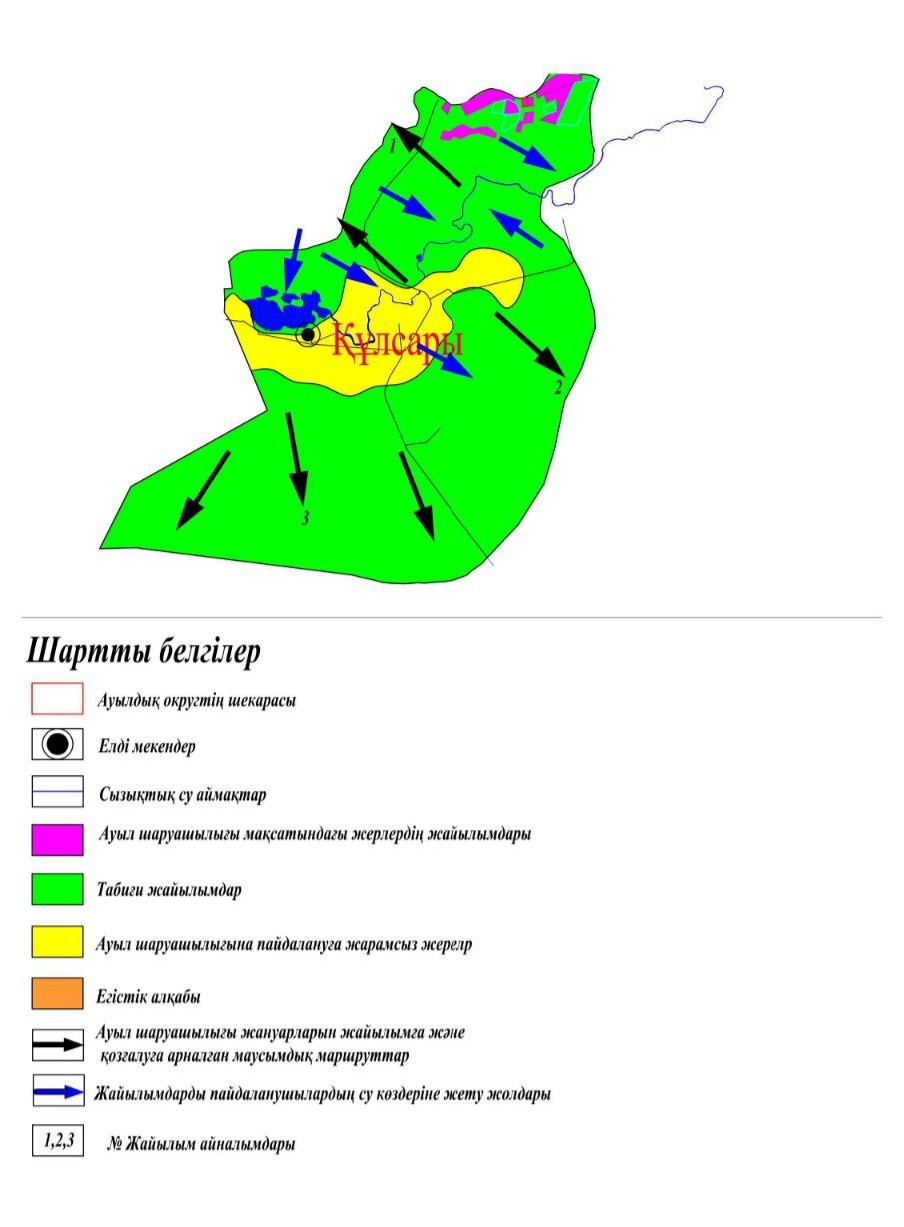 1
Құлсары
2
3
Шартты белгілер
Ауылдық округтің шекарасы
Елді мекендер
Сызықтық су аймақтар
Ауыл шаруашылығы мақсатындағы жерлердің жайылымдары
Табиғи жайылымдар
Ауыл шаруашылығына пайдалануға жарамсыз жерелр
Егістік алқабы
Ауыл шаруашылығы жануарларын жайылымға және
қозғалуға арналған маусымдық маршруттар
Жайылымдарды пайдаланушылардың су көздеріне жету жолдары
1,2,3 № Жайылым айналымдары